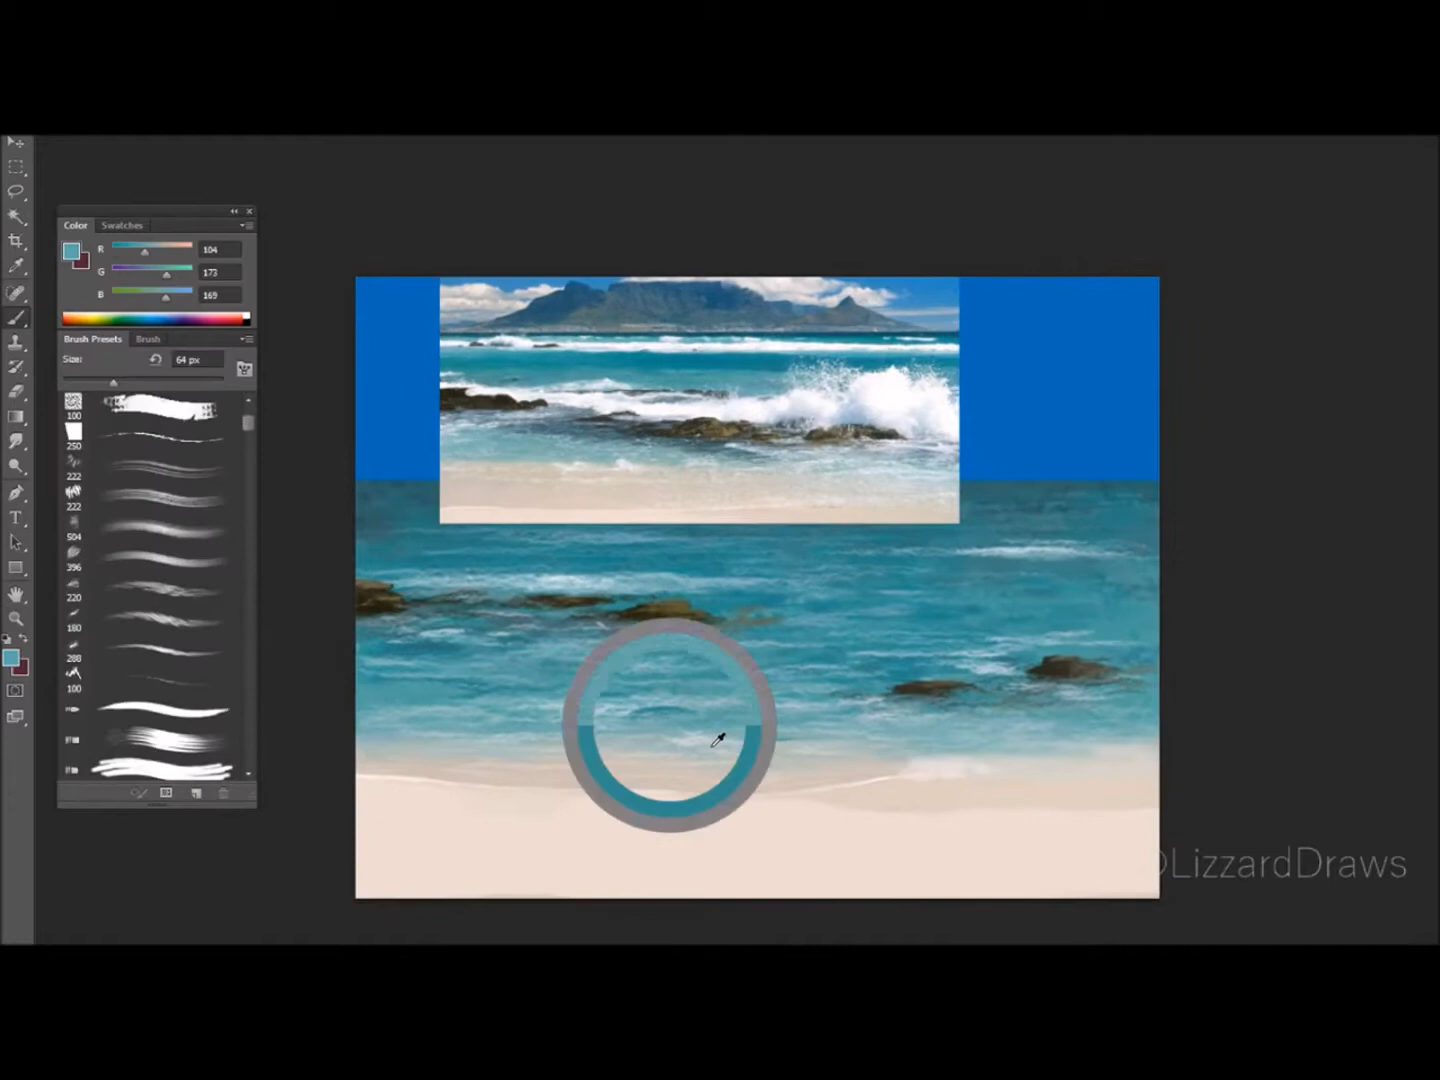 Color Swatches
R 104
G 173
B 169
Brush Presets Brush
Size: 64 px
100
250
222
222
504
396
220
180
288
100
LizzardDraws